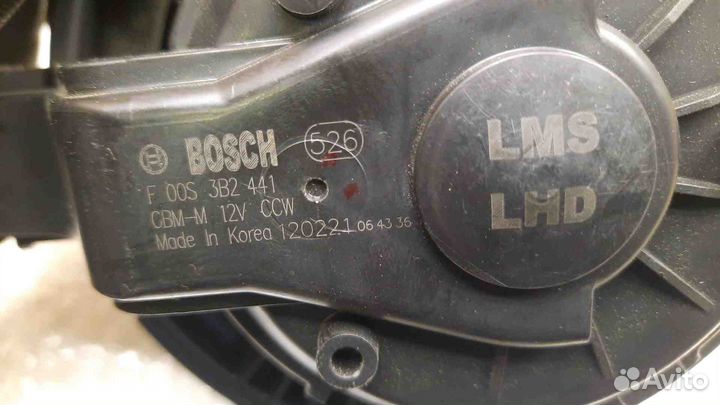 BOSCH 526
F 00S 3B2 441
CBM-M 12V CCW
Made In Korea 120221 06 43 36
LMS
LHD
Avito